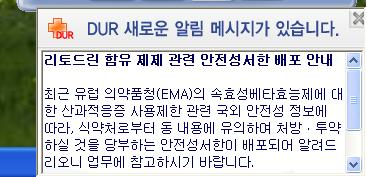 DUR DUR 새로운 알림 메시지가 있습니다.
리토드린 함유 제제 관련 안전성서한 배포 안내
최근 유럽 의약품청(EMA)의 속효성베타효능제에 대
한 산과적응증 사용제한 관련 국외 안전성 정보에
따라, 식약처로부터 동 내용에 유의하며 처방ㆍ투약
하실 것을 당부하는 안전성서한이 배포되어 알려드
리오니 업무에 참고하시기 바랍니다.